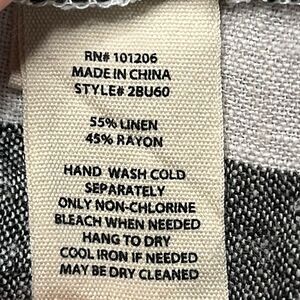 RN# 101206
MADE IN CHINA
STYLE# 2BU60
55% LINEN
45% RAYON
HAND WASH COLD
SEPARATELY
ONLY NON-CHLORINE
BLEACH WHEN NEEDED
HANG TO DRY
COOL IRON IF NEEDED
MAY BE DRY CLEANED